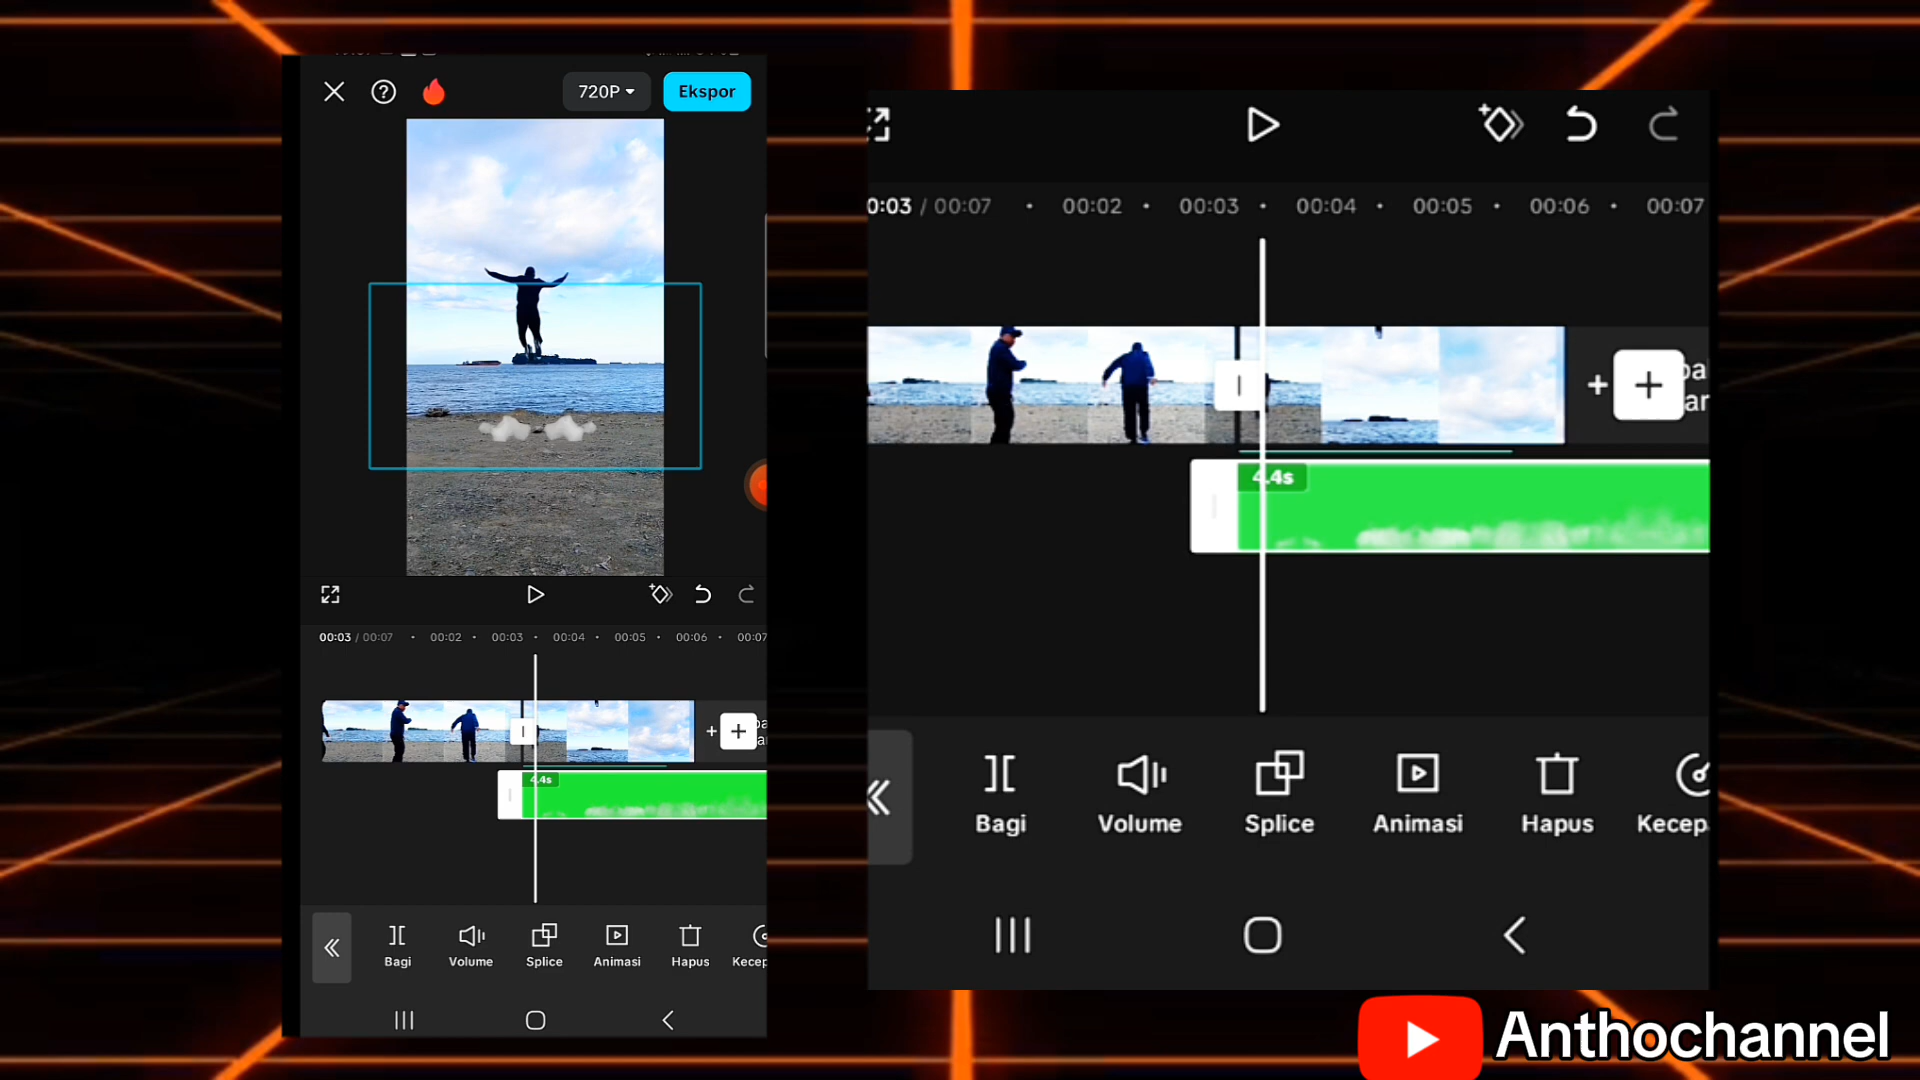 720P
Ekspor
00:03 / 00:07
00:02
00:03
00:04
00:05
00:06
00:07
4.4s
Bagi
Volume
Splice
Animasi
Hapus
Kecep
0:03 / 00:07
00:02
00:03
00:04
00:05
00:06
00:07
4.4s
Bagi
Volume
Splice
Animasi
Hapus
Kecep
Anthochannel